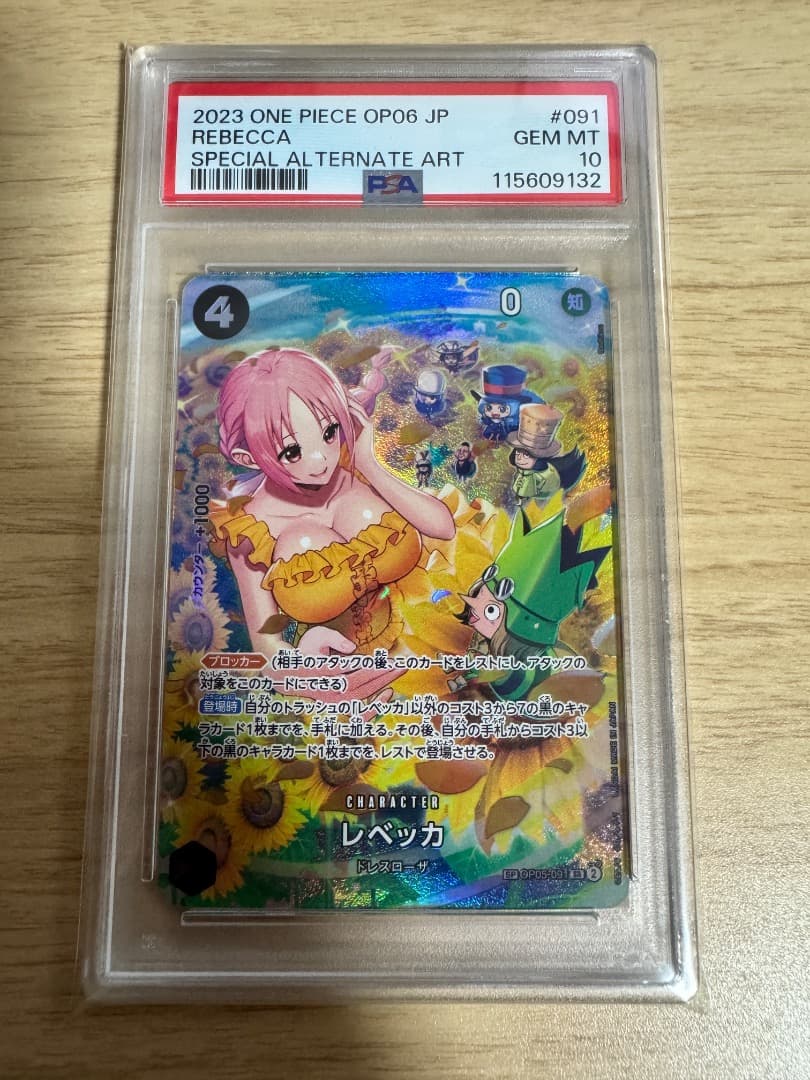 2023 ONE PIECE OP06 JP #091
REBECCA GEM MT
SPECIAL ALTERNATE ART 10
PSA 115609132
4 0 知
カウンター +1000
ブロッカー (相手のアタックの後、このカードをレストにし、アタックの
対象をこのカードにできる)
登場時 自分のトラッシュの「レベッカ」以外のコスト3から7の黒のキャ
ラカード1枚までを、手札に加える。その後、自分の手札からコスト3以
下の黒のキャラカード1枚までを、レストで登場させる。
CHARACTER
レベッカ
ドレスローザ
SP OP05-091 R 2